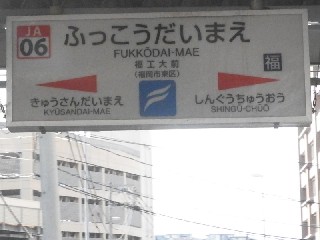 JA
06
ふっこうだいまえ
FUKKŌDAI-MAE
福工大前
(福岡市東区)
福
きゅうさんだいまえ
KYŪSANDAI-MAE
しんぐうちゅうおう
SHINGŪ-CHŪŌ